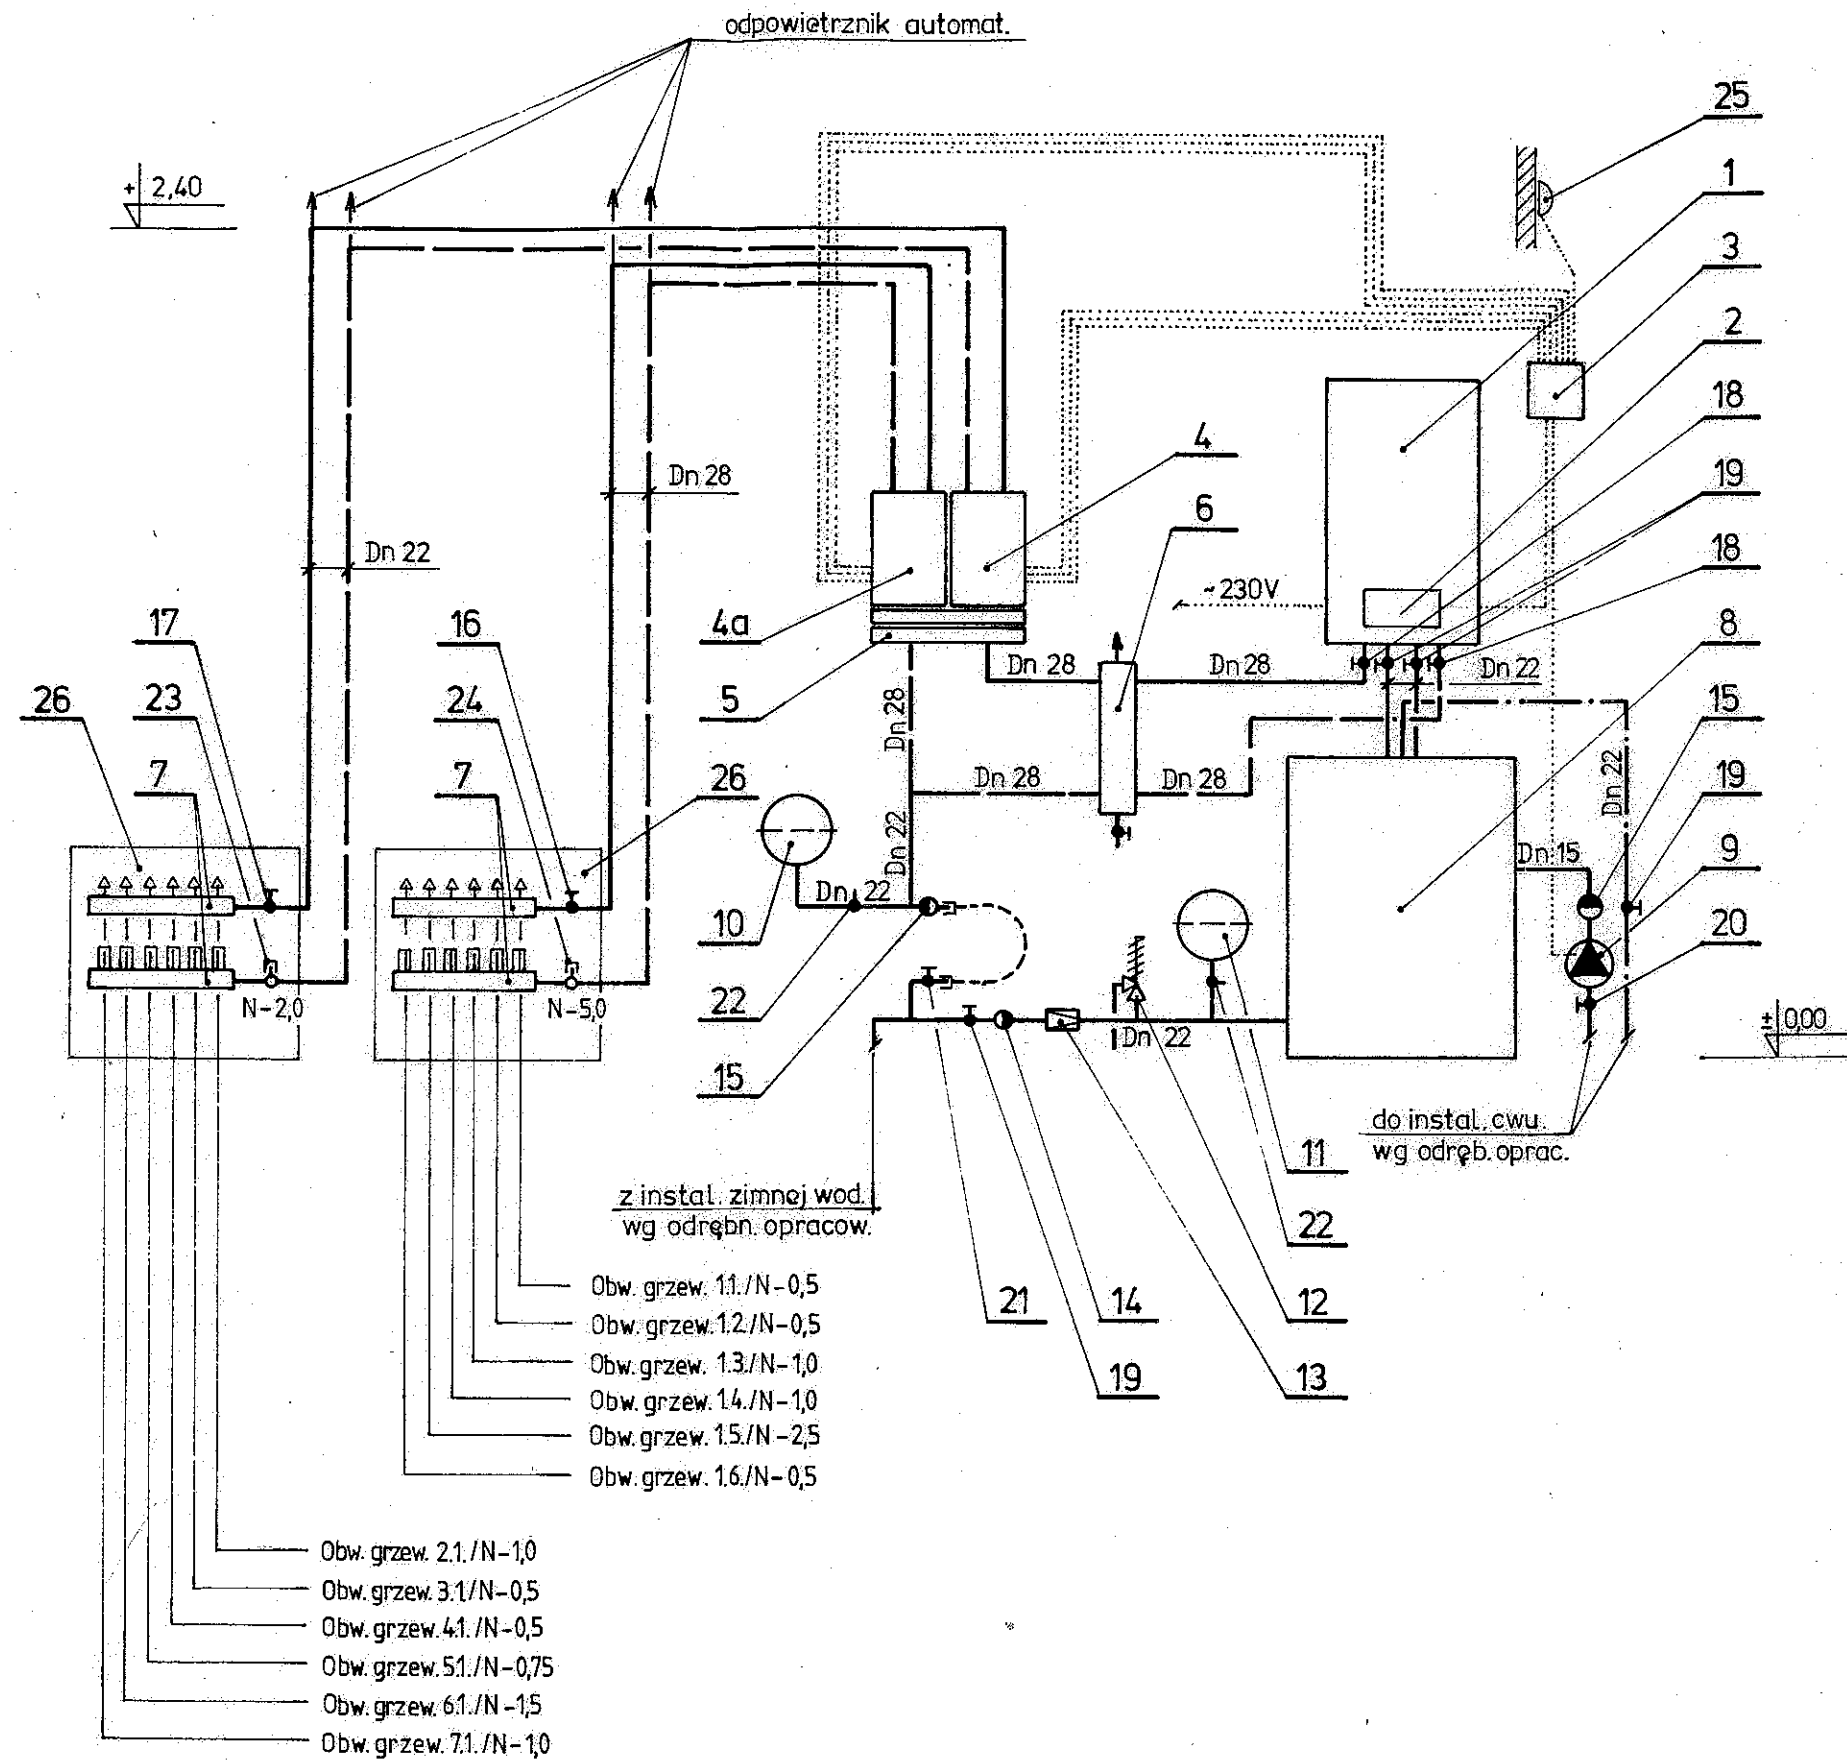 odpowietrznik automat.
25
+ 2,40
1
3
2
18
4
Dn 28
19
6
Dn 22
18
~230V
17
16
4a
8
Dn 28
Dn 28
Dn 22
26
23
24
5
Dn 28
15
7
7
26
Dn 28
Dn 28
Dn 22
19
Dn 22
Dn 15
9
Dn 22
10
20
N-2,0
N-5,0
22
Dn 22
± 0,00
15
do instal. cwu.
wg odręb. oprac.
11
z instal. zimnej wod.
wg odrębn. opracow.
22
Obw. grzew. 1.1./N-0,5
21
14
12
Obw. grzew. 1.2./N-0,5
Obw. grzew. 1.3./N-1,0
19
13
Obw. grzew. 1.4./N-1,0
Obw. grzew. 1.5./N-2,5
Obw. grzew. 1.6./N-0,5
Obw. grzew. 2.1./N-1,0
Obw. grzew. 3.1/N-0,5
Obw. grzew. 4.1./N-0,5
Obw. grzew. 5.1./N-0,75
Obw. grzew. 6.1./N-1,5
Obw. grzew. 7.1./N-1,0